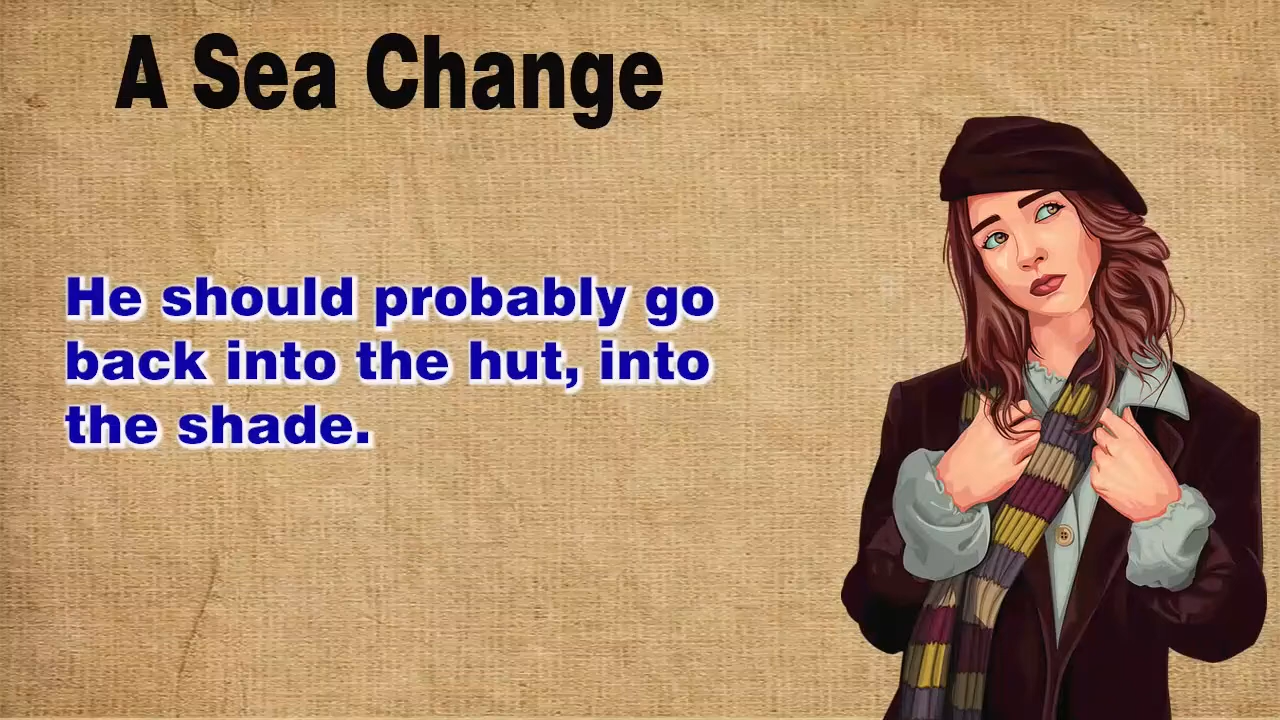 A Sea Change
He should probably go
back into the hut, into
the shade.